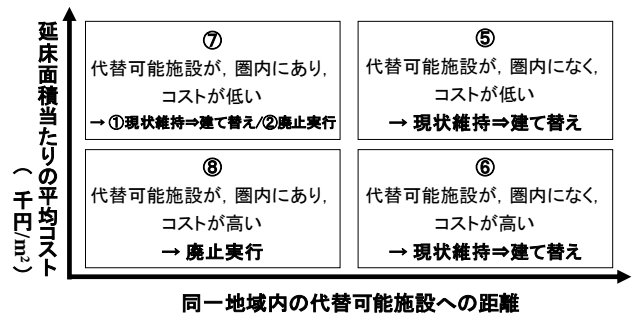 延床面積当たりの平均コスト
（千円/m²）
⑦
代替可能施設が，圏内にあり，
コストが低い
→ ①現状維持⇒建て替え/②廃止実行
⑤
代替可能施設が，圏内になく，
コストが低い
→ 現状維持⇒建て替え
⑧
代替可能施設が，圏内にあり，
コストが高い
→ 廃止実行
⑥
代替可能施設が，圏内になく，
コストが高い
→ 現状維持⇒建て替え
同一地域内の代替可能施設への距離